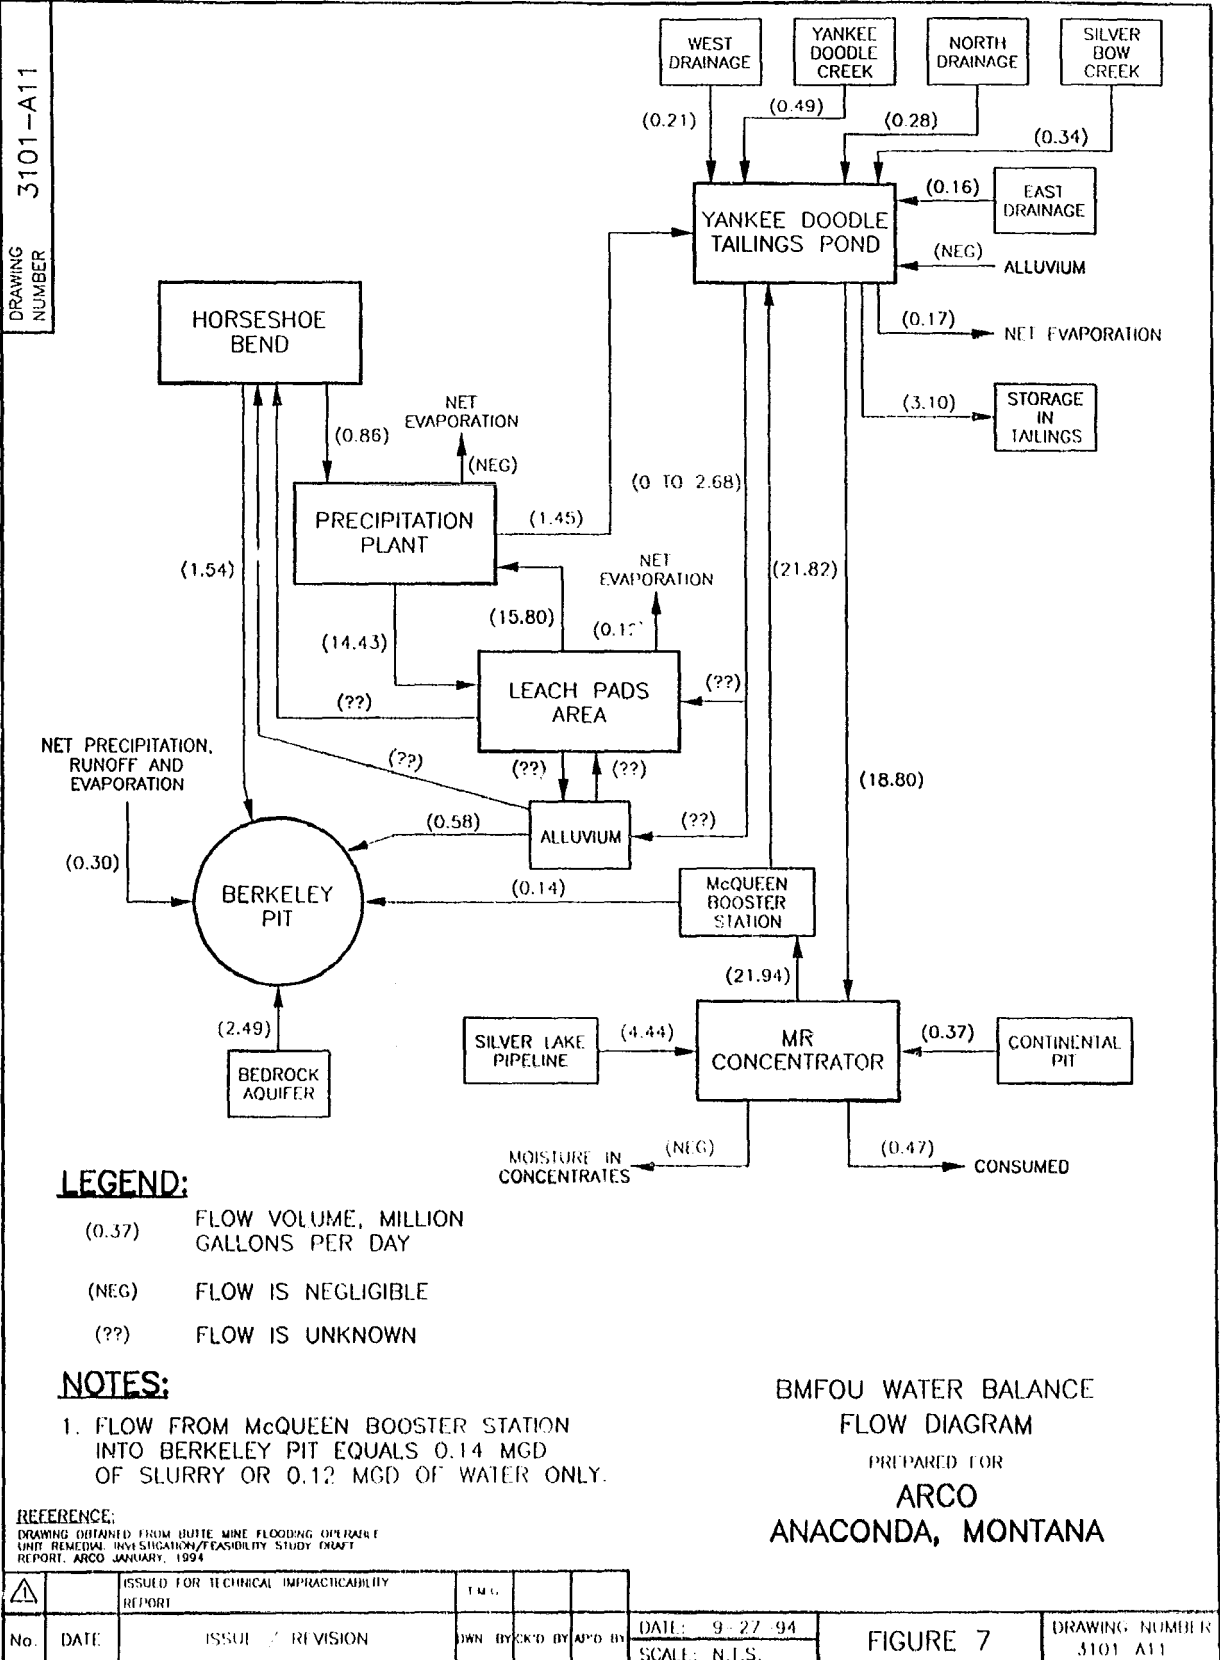 DRAWING NUMBER 3101-A11
WEST
DRAINAGE
YANKEE
DOODLE
CREEK
NORTH
DRAINAGE
SILVER
BOW
CREEK
(0.21)
(0.49)
(0.28)
(0.34)
YANKEE DOODLE
TAILINGS POND
(0.16)
EAST
DRAINAGE
(NEG)
ALLUVIUM
(0.17)
NET EVAPORATION
(3.10)
STORAGE
IN
TAILINGS
HORSESHOE
BEND
(0.86)
NET
EVAPORATION
(NEG)
PRECIPITATION
PLANT
(1.45)
(0 TO 2.68)
(21.82)
(1.54)
(14.43)
(15.80)
NET
EVAPORATION
LEACH PADS
AREA
(??)
(??)
(??)
(??)
(??)
(??)
(18.80)
NET PRECIPITATION,
RUNOFF AND
EVAPORATION
(0.30)
(0.58)
ALLUVIUM
BERKELEY
PIT
(0.14)
McQUEEN
BOOSTER
STATION
(21.94)
(2.49)
BEDROCK
AQUIFER
SILVER LAKE
PIPELINE
(4.44)
MR
CONCENTRATOR
(0.37)
CONTINENTAL
PIT
MOISTURE IN
CONCENTRATES
(NEG)
(0.47)
CONSUMED
LEGEND:
(0.37) FLOW VOLUME, MILLION
GALLONS PER DAY
(NEG) FLOW IS NEGLIGIBLE
(??) FLOW IS UNKNOWN
NOTES:
1. FLOW FROM McQUEEN BOOSTER STATION
INTO BERKELEY PIT EQUALS 0.14 MGD
OF SLURRY OR 0.12 MGD OF WATER ONLY.
BMFOU WATER BALANCE
FLOW DIAGRAM
PREPARED FOR
ARCO
ANACONDA, MONTANA
REFERENCE:
DRAWING OBTAINED FROM BUTTE MINE FLOODING OPERABLE
UNIT REMEDIAL INVESTIGATION/FEASIBILITY STUDY DRAFT
REPORT. ARCO JANUARY, 1994
1
ISSUED FOR TECHNICAL IMPRACTICABILITY
REPORT
No. DATE ISSUE / REVISION DWN BY CK'D BY AP'D BY
DATE: 9-27-94
SCALE: N.T.S.
FIGURE 7
DRAWING NUMBER
3101 A11